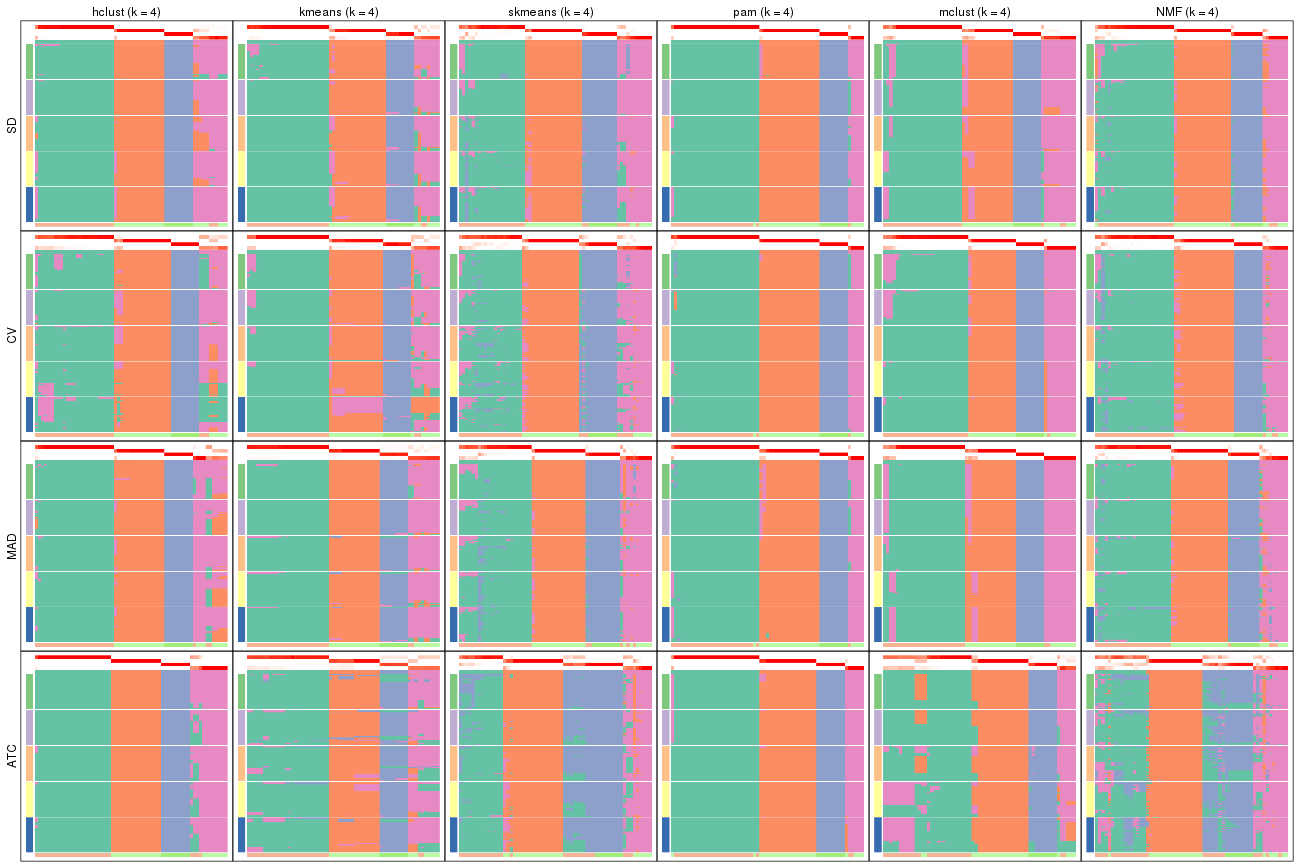 hclust (k = 4) kmeans (k = 4) skmeans (k = 4) pam (k = 4) mclust (k = 4) NMF (k = 4)
SD
CV
MAD
ATC